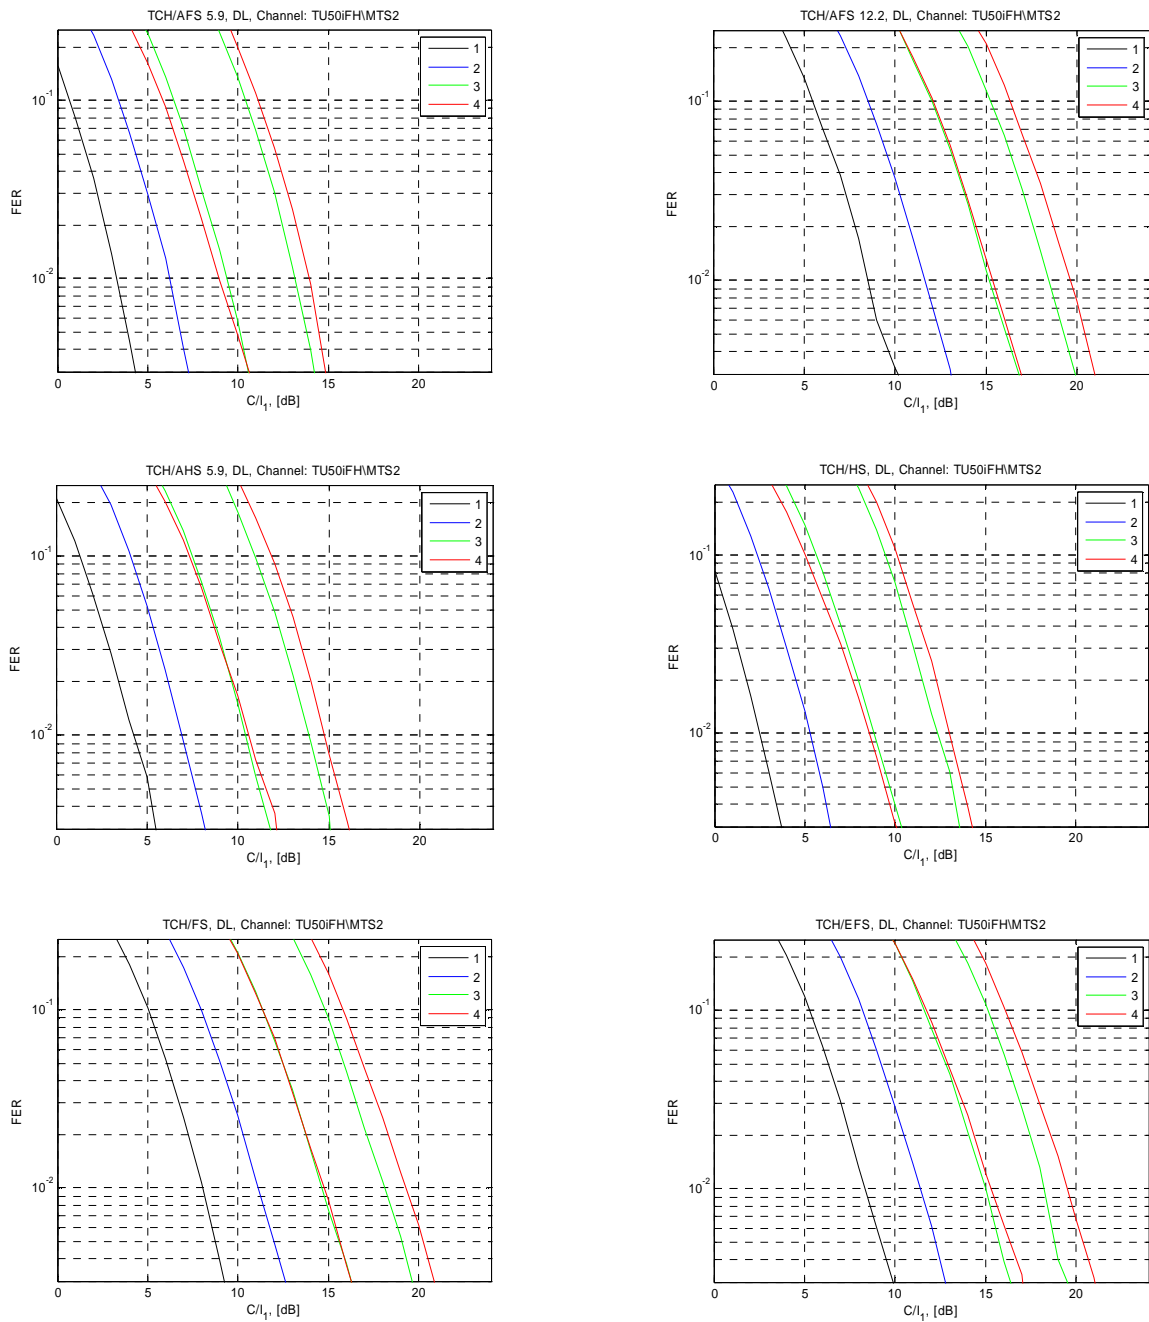 TCH/AFS 5.9, DL, Channel: TU50iFH\MTS2
1
2
3
4
10-1
10-2
FER
0 5 10 15 20
C/I1, [dB]
TCH/AFS 12.2, DL, Channel: TU50iFH\MTS2
1
2
3
4
10-1
10-2
FER
0 5 10 15 20
C/I1, [dB]
TCH/AHS 5.9, DL, Channel: TU50iFH\MTS2
1
2
3
4
10-1
10-2
FER
0 5 10 15 20
C/I1, [dB]
TCH/HS, DL, Channel: TU50iFH\MTS2
1
2
3
4
10-1
10-2
FER
0 5 10 15 20
C/I1, [dB]
TCH/FS, DL, Channel: TU50iFH\MTS2
1
2
3
4
10-1
10-2
FER
0 5 10 15 20
C/I1, [dB]
TCH/EFS, DL, Channel: TU50iFH\MTS2
1
2
3
4
10-1
10-2
FER
0 5 10 15 20
C/I1, [dB]